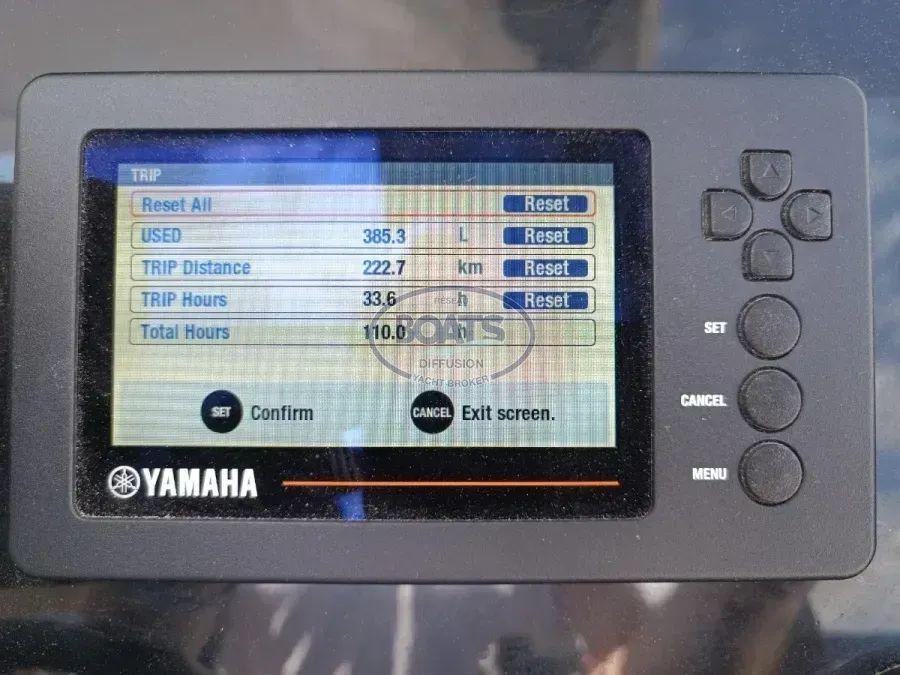 TRIP
Reset All Reset
USED 385.3 L Reset
TRIP Distance 222.7 km Reset
TRIP Hours 33.6 h Reset
Total Hours 110.0 h
RESEAU
BOATS
DIFFUSION
YACHT BROKER
SET Confirm CANCEL Exit screen.
YAMAHA
SET
CANCEL
MENU